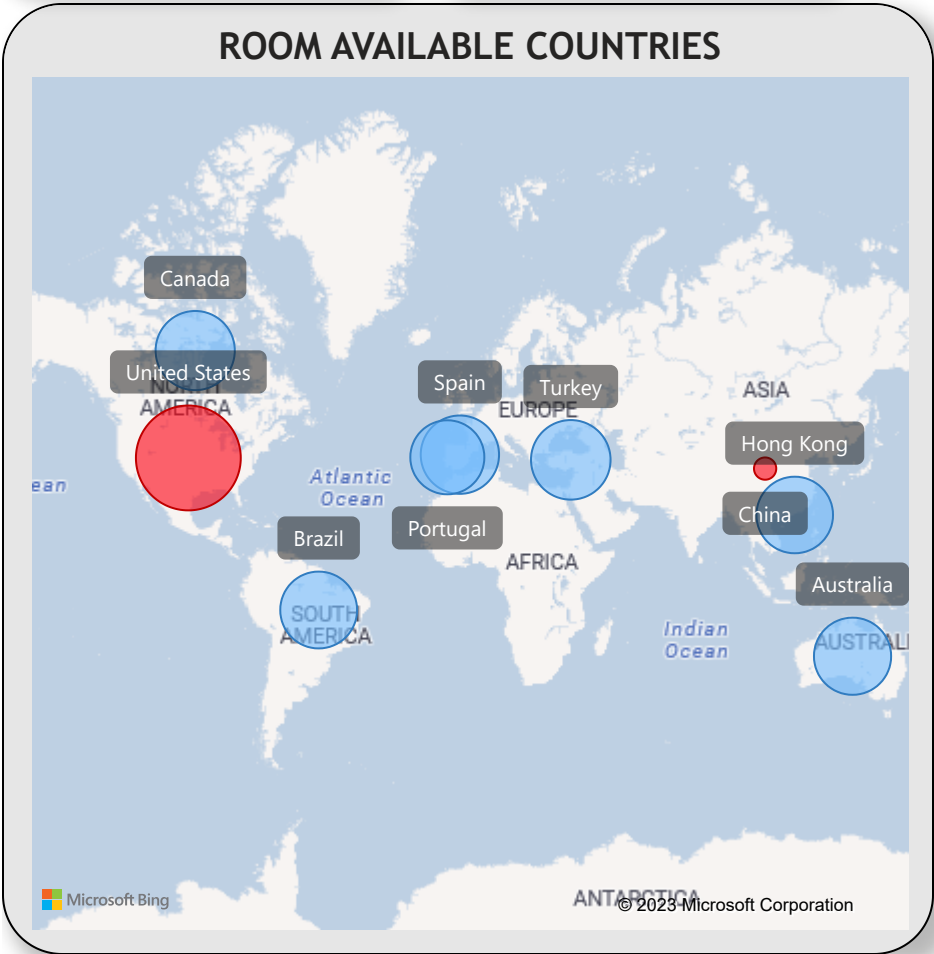 ROOM AVAILABLE COUNTRIES
Canada
United States
NORTH
AMERICA
Spain
Turkey
EUROPE
ASIA
Hong Kong
ean
Atlantic
Ocean
China
Portugal
Brazil
AFRICA
Australia
SOUTH
AMERICA
Indian
Ocean
AUSTRALI
Microsoft Bing
ANTARCTICA
© 2023 Microsoft Corporation